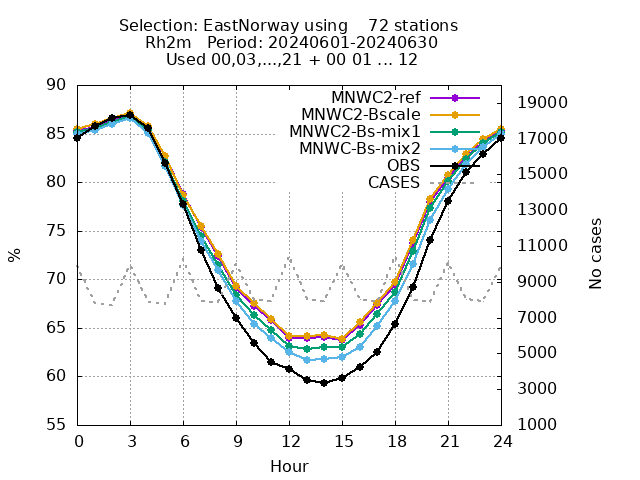 Selection: EastNorway using    72 stations
Rh2m   Period: 20240601-20240630
Used 00,03,...,21 + 00 01 ... 12
MNWC2-ref
MNWC2-Bscale
MNWC2-Bs-mix1
MNWC-Bs-mix2
OBS
CASES
90
85
80
75
70
65
60
55
%
19000
17000
15000
13000
11000
9000
7000
5000
3000
1000
No cases
0 3 6 9 12 15 18 21 24
Hour